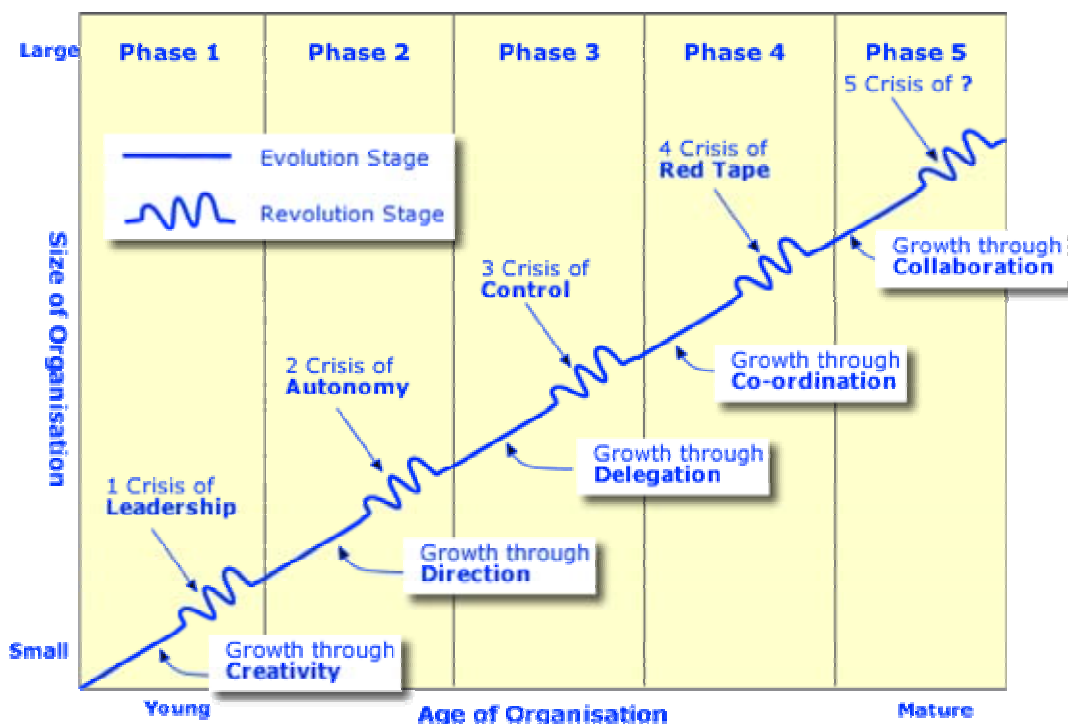 Large
Phase 1
Phase 2
Phase 3
Phase 4
Phase 5
5 Crisis of ?
Evolution Stage
Revolution Stage
4 Crisis of
Red Tape
Growth through
Collaboration
Size of Organisation
3 Crisis of
Control
2 Crisis of
Autonomy
Growth through
Co-ordination
Growth through
Delegation
1 Crisis of
Leadership
Growth through
Direction
Small
Growth through
Creativity
Young
Age of Organisation
Mature